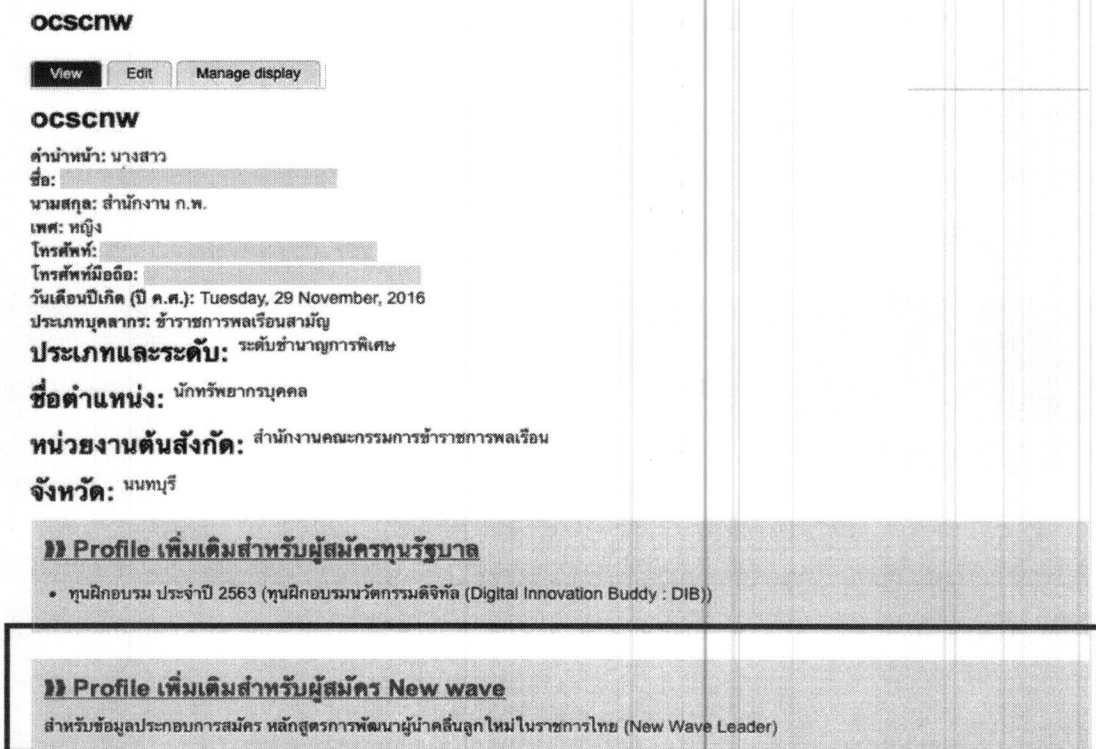 ocscnw
View Edit Manage display
ocscnw
คำนำหน้า: นางสาว
ชื่อ:
นามสกุล: สำนักงาน ก.พ.
เพศ: หญิง
โทรศัพท์:
โทรศัพท์มือถือ:
วันเดือนปีเกิด (ปี ค.ศ.): Tuesday, 29 November, 2016
ประเภทบุคลากร: ข้าราชการพลเรือนสามัญ
ประเภทและระดับ: ระดับชำนาญการพิเศษ
ชื่อตำแหน่ง: นักทรัพยากรบุคคล
หน่วยงานต้นสังกัด: สำนักงานคณะกรรมการข้าราชการพลเรือน
จังหวัด: นนทบุรี
》》 Profile เพิ่มเติมสำหรับผู้สมัครทุนรัฐบาล
• ทุนฝึกอบรม ประจำปี 2563 (ทุนฝึกอบรมนวัตกรรมดิจิทัล (Digital Innovation Buddy : DIB))
》》 Profile เพิ่มเติมสำหรับผู้สมัคร New wave
สำหรับข้อมูลประกอบการสมัคร หลักสูตรการพัฒนาผู้นำคลื่นลูกใหม่ในราชการไทย (New Wave Leader)